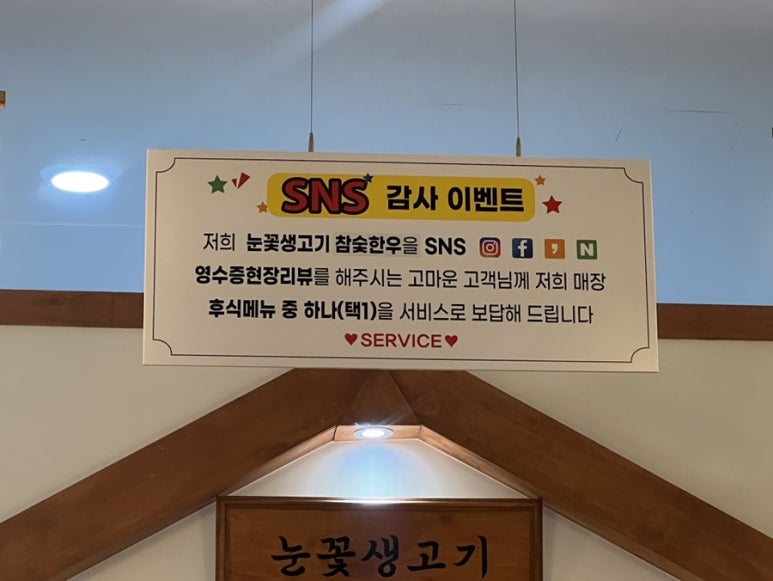 SNS 감사 이벤트
저희 눈꽃생고기 참숯한우을 SNS
영수증현장리뷰를 해주시는 고마운 고객님께 저희 매장
후식메뉴 중 하나(택1)을 서비스로 보답해 드립니다
♥SERVICE♥
눈꽃생고기